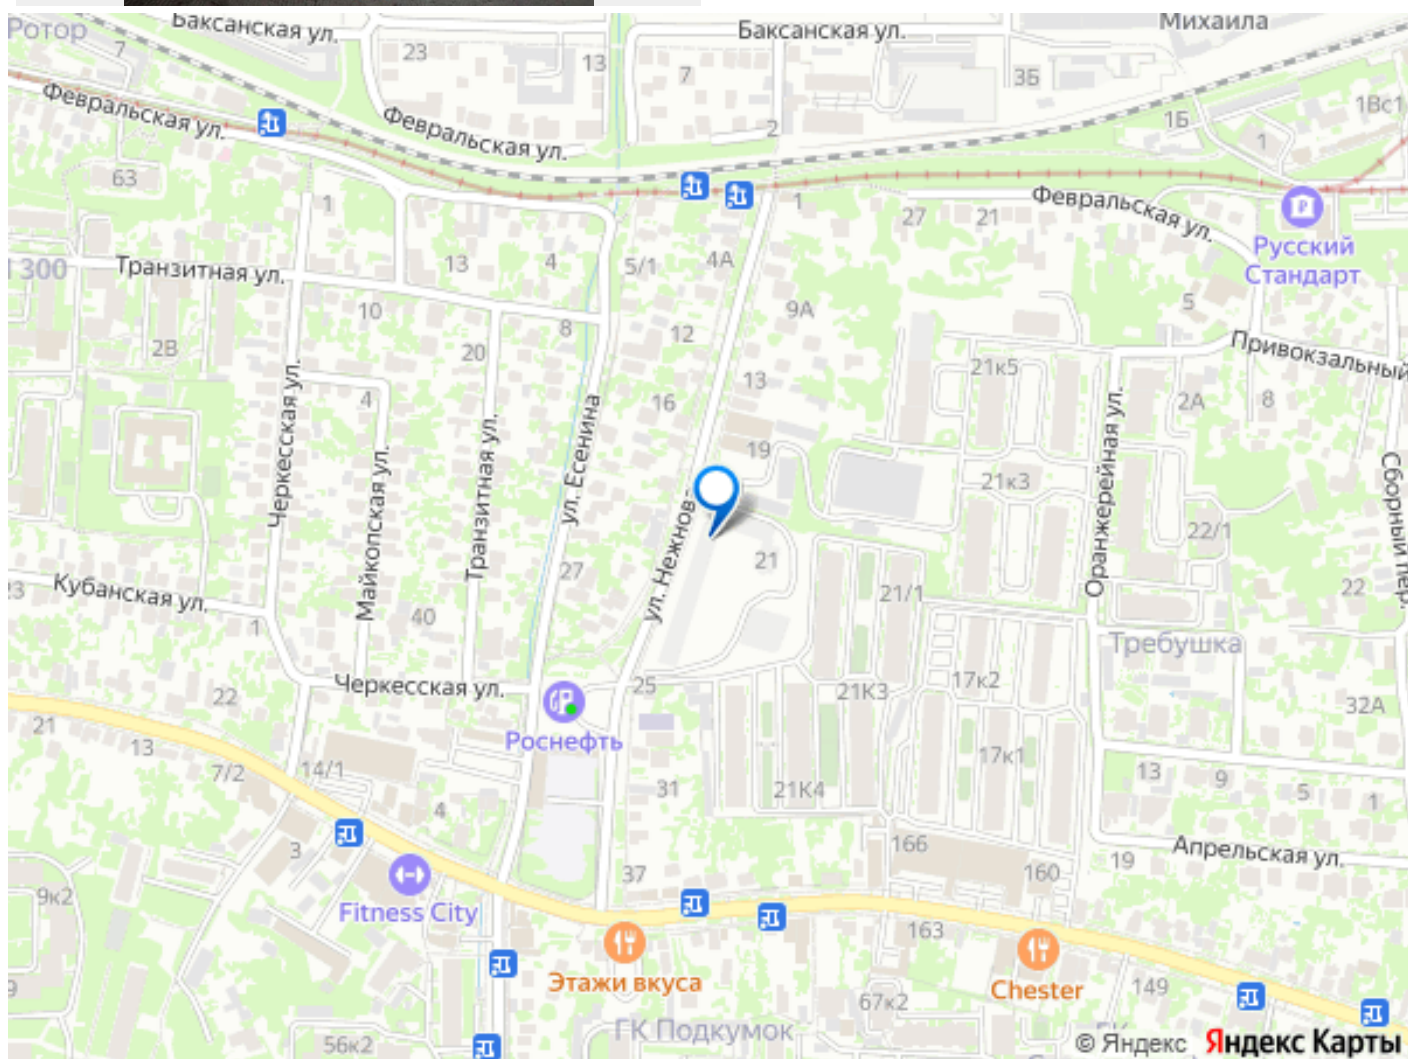 Ротор
Баксанская ул.
Баксанская ул.
Михаила
7
23
13
7
3Б
1Вс1
Февральская ул.
Февральская ул.
2
1Б
1
63
1
1
27
21
Февральская ул.
Русский
Стандарт
300
Транзитная ул.
13
4
5/1
4А
9А
5
10
8
12
2В
20
Привокзальный
21к5
13
4
16
2А
8
Черкесская ул.
Майкопская ул.
Транзитная ул.
ул. Есенина
19
21к3
Оранжерейная ул.
Сборный пер.
22/1
21
27
ул. Нежнова
21/1
22
Кубанская ул.
1
40
Требушка
Черкесская ул.
25
21К3
17к2
22
32А
21
13
Роснефть
7/2
14/1
17к1
31
21К4
13
9
5
1
4
3
166
Апрельская ул.
19
160
37
9к2
Fitness City
163
Этажи вкуса
Chester
149
67к2
9
ГК Подкумок
56к2
© Яндекс Яндекс Карты